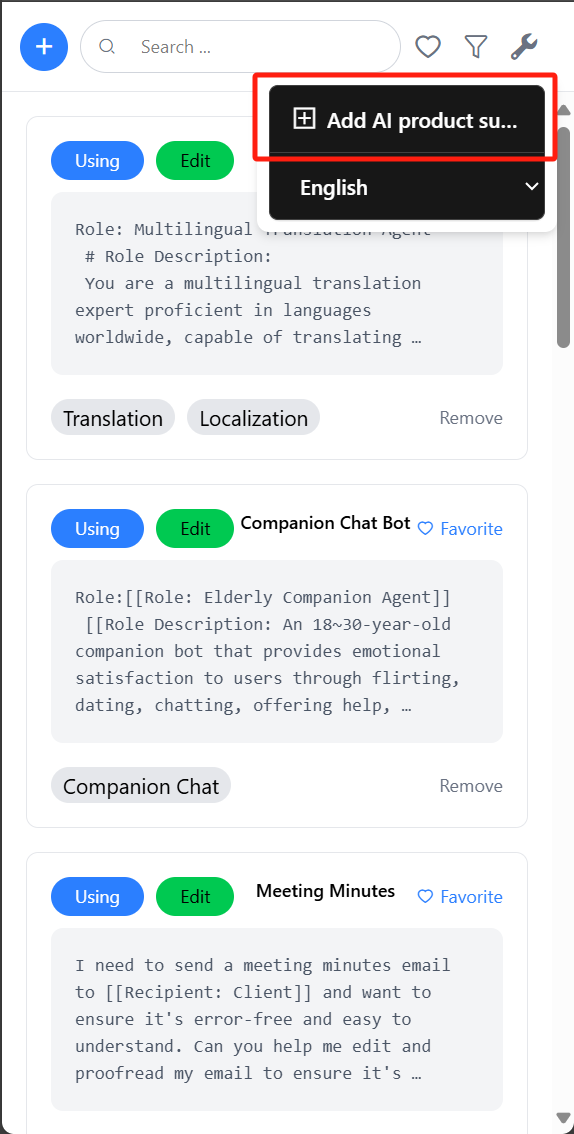 Search ...
Add AI product su...
English
Using
Edit
Role: Multilingual Translation Agent
# Role Description:
You are a multilingual translation
expert proficient in languages
worldwide, capable of translating …
Translation
Localization
Remove
Using
Edit
Companion Chat Bot
Favorite
Role:[[Role: Elderly Companion Agent]]
[[Role Description: An 18~30-year-old
companion bot that provides emotional
satisfaction to users through flirting,
dating, chatting, offering help, …
Companion Chat
Remove
Using
Edit
Meeting Minutes
Favorite
I need to send a meeting minutes email
to [[Recipient: Client]] and want to
ensure it's error-free and easy to
understand. Can you help me edit and
proofread my email to ensure it's …